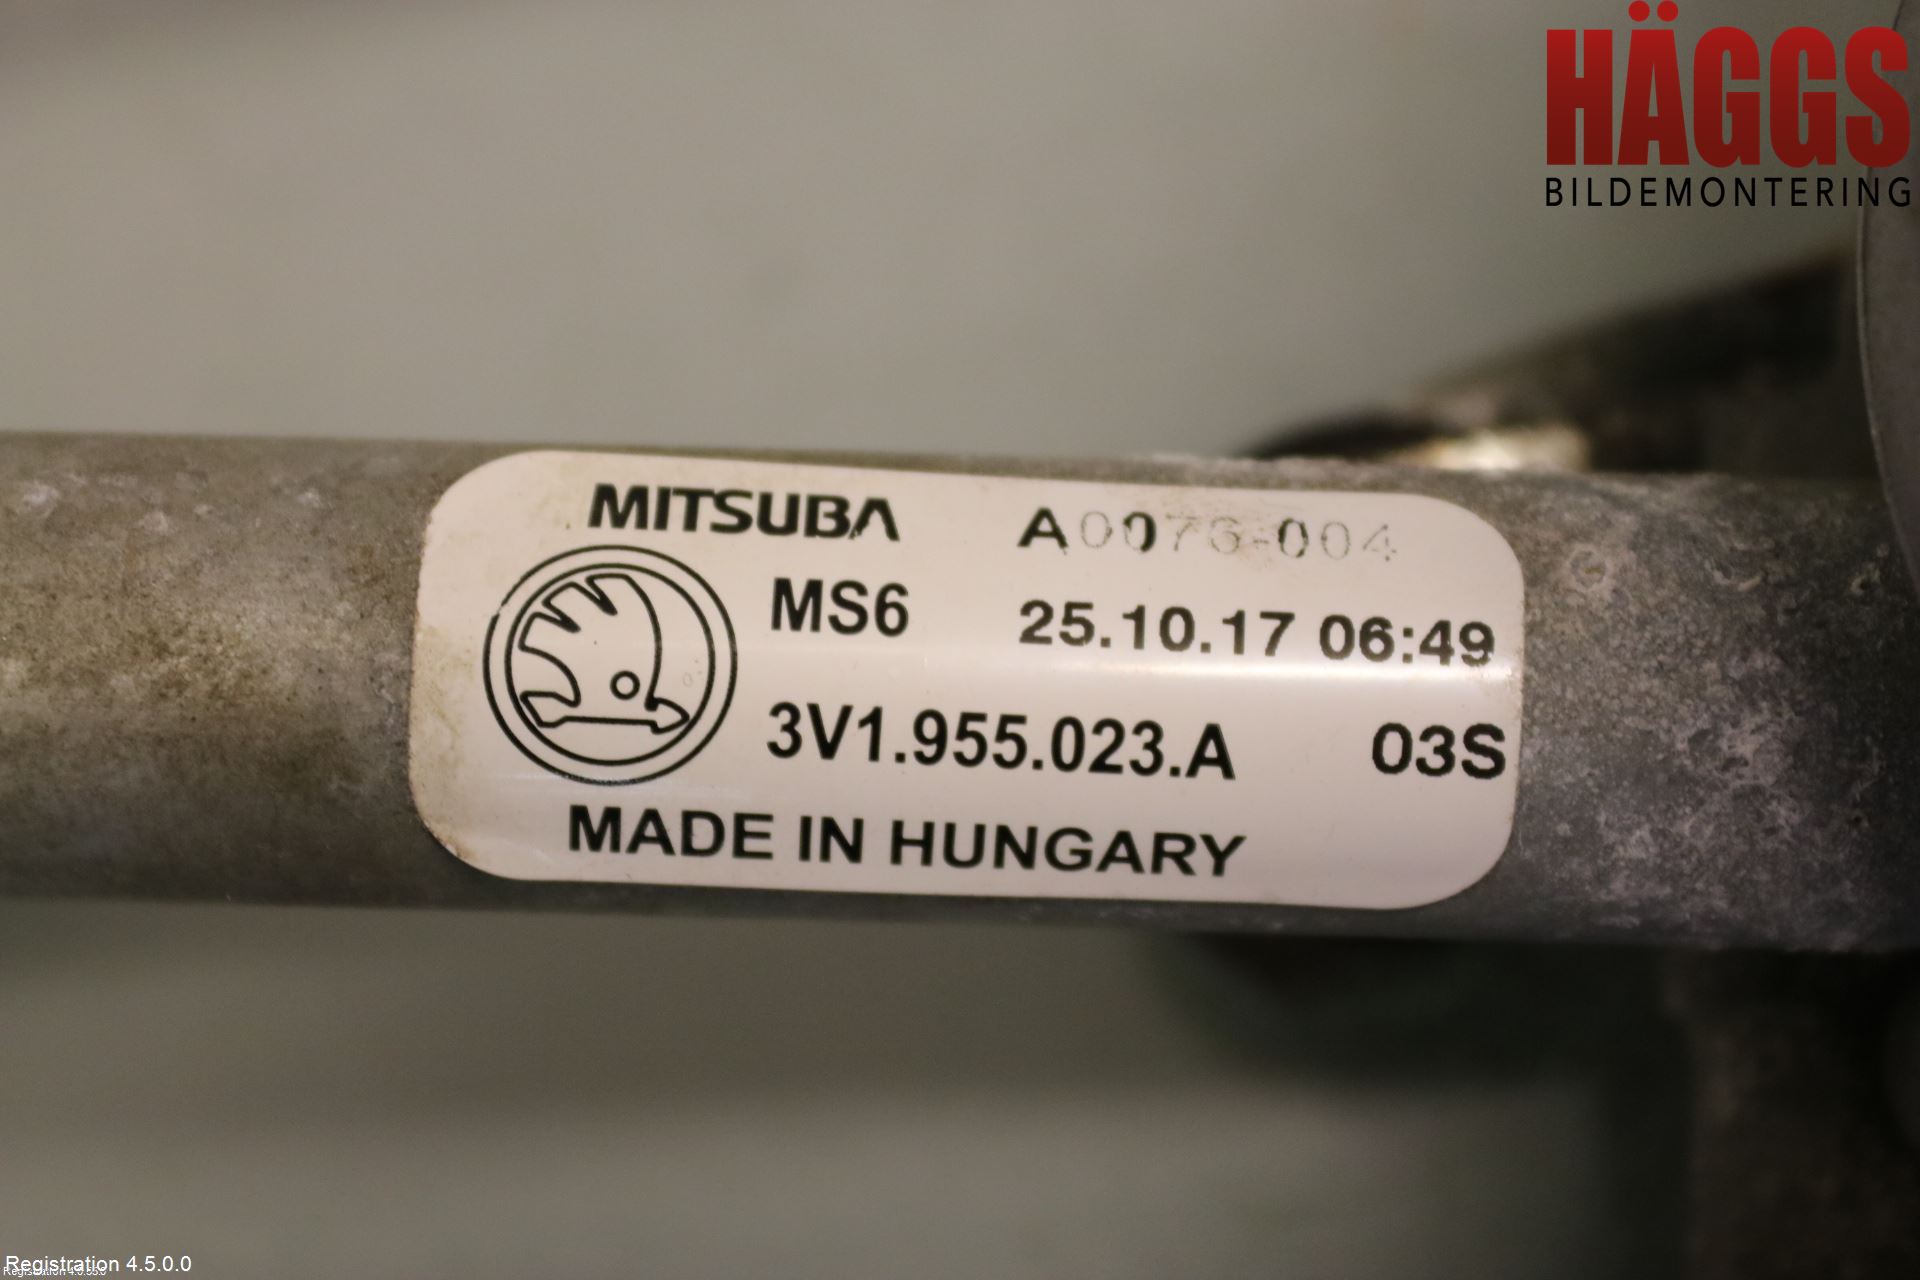 HÄGGS
BILDEMONTERING
MITSUBA A0076-004
MS6 25.10.17 06:49
3V1.955.023.A 03S
MADE IN HUNGARY
Registration 4.5.0.0